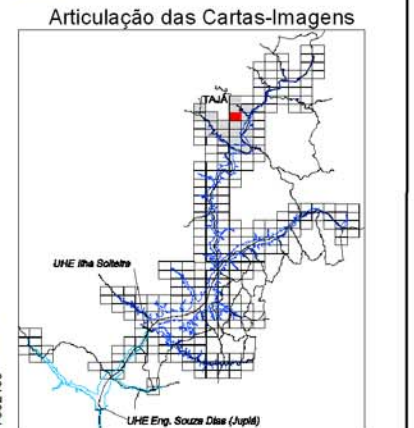 Articulação das Cartas-Imagens
TAJÁ
UHE Ilha Solteira
UHE Eng. Souza Dias (Jupiá)